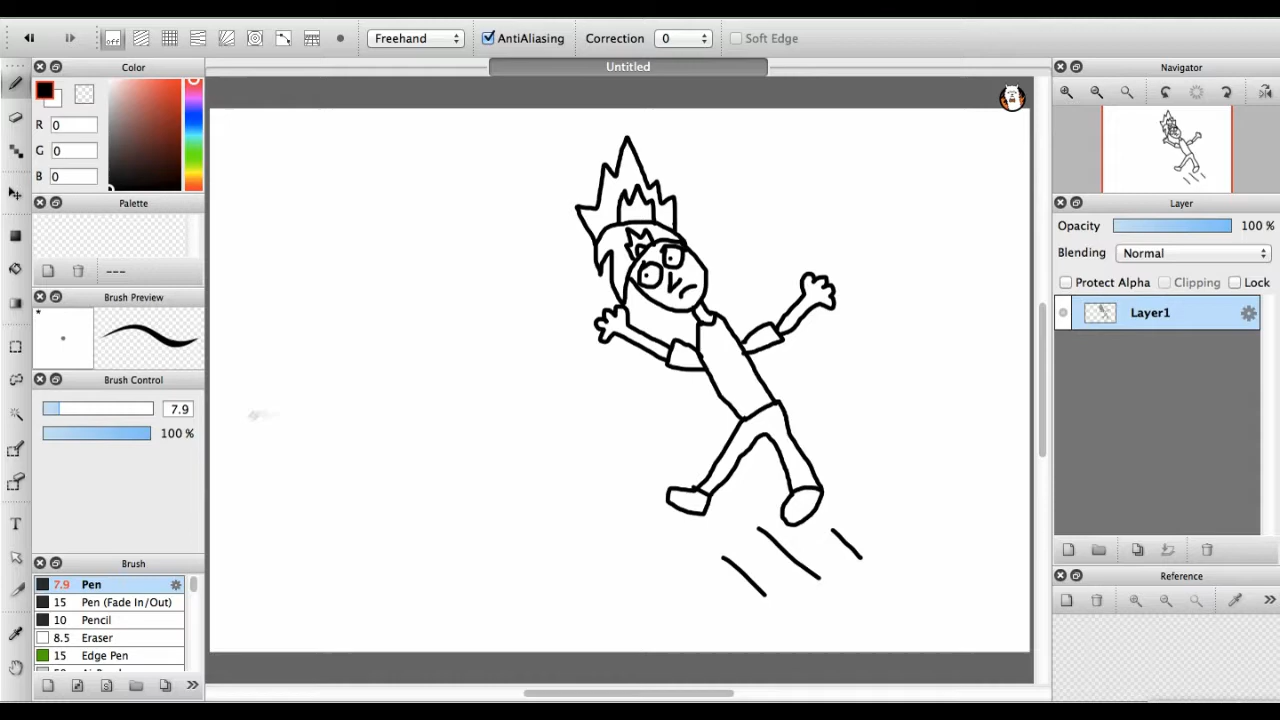 off
Freehand
AntiAliasing
Correction
0
Soft Edge
Color
Untitled
Navigator
R 0
G 0
B 0
Palette
---
Brush Preview
*
Brush Control
7.9
100 %
Brush
7.9 Pen
15 Pen (Fade In/Out)
10 Pencil
8.5 Eraser
15 Edge Pen
T
Layer
Opacity 100 %
Blending Normal
Protect Alpha Clipping Lock
Layer1
Reference